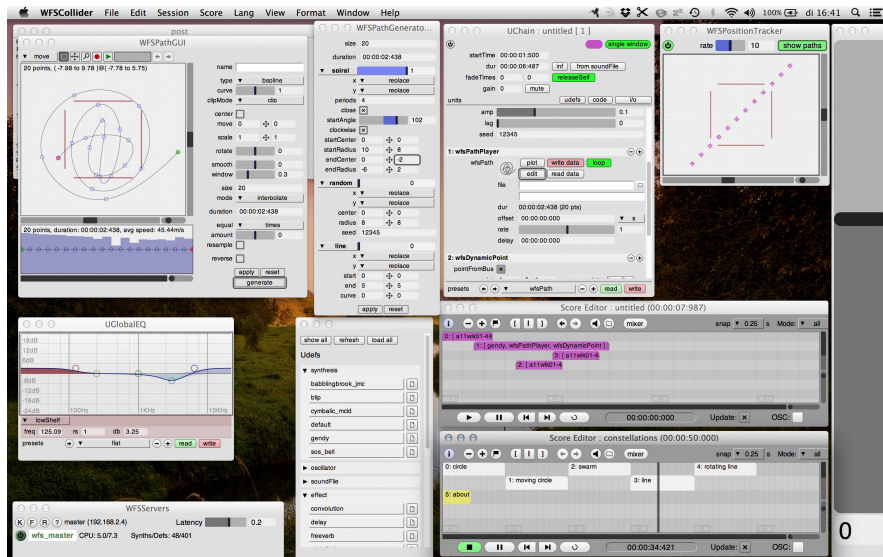 WFSCollider File Edit Session Score Lang View Format Window Help
100%
di 16:41
post
WFSPathGUI
move
20 points, ( -7.98 to 9.78 )@( -7.78 to 5.75)
name
type bspline
curve 1
clipMode clip
center
move 0 0
scale 1 1
rotate 0
smooth 0
window 0.3
size 20
mode interpolate
duration 00:00:02:438
equal times
amount 0
resample
reverse
apply reset
generate
20 points, duration: 00:00:02:438, avg speed: 45.44m/s
WFSPathGenerato...
size 20
duration 00:00:02:438
spiral 1
x replace
y replace
periods 4
close
startAngle 102
clockwise
startCenter 0 0
startRadius 10 8
endCenter 0 -2
endRadius -6 2
random 0
x replace
y replace
center 0 0
radius 8 8
seed 12345
line 0
x replace
y replace
start 0 0
end 5 5
curve 0 0
apply reset
UChain : untitled [ 1 ]
single window
startTime 00:00:01:500
dur 00:00:06:487 inf from soundFile
fadeTimes 0 0 releaseSelf
gain 0 mute
units udefs code i/o
amp 0.1
lag 0
seed 12345
1: wfsPathPlayer
wfsPath plot write data loop
edit read data
file
dur 00:00:02:438 (20 pts)
offset 00:00:00:000 s
rate 1
delay 00:00:00:000
2: wfsDynamicPoint
pointFromBus
presets wfsPath read write
WFSPositionTracker
rate 10 show paths
UGlobalEQ
18dB
12dB
6dB
-6dB
-12dB
-18dB
-24dB
100Hz 1KHz 10KHz
lowShelf
freq 125.09 rs 1 db 3.25
presets flat read write
show all refresh load all
Udefs
synthesis
babblingbrook_jmc
blip
cymbalic_mcld
default
gendy
sos_bell
oscilator
soundFile
effect
convolution
delay
freeverb
Score Editor : untitled (00:00:07:987)
mixer snap 0.25 s Mode: all
0: [ a11wlk01-44
1: [ gendy, wfsPathPlayer, wfsDynamicPoint ]
3: [ a11wlk01-4
2: [ a11wlk01-4
00:00:00:000 Update: OSC:
Score Editor : constellations (00:00:50:000)
mixer snap 0.25 s Mode: all
0: circle 2: swarm 4: rotating line
1: moving circle 3: line
5: about
00:00:34:421 Update: OSC:
WFSServers
K F R ? master (192.168.2.4) Latency 0.2
wfs_master CPU: 5.0/7.3 Synths/Defs: 48/401
0